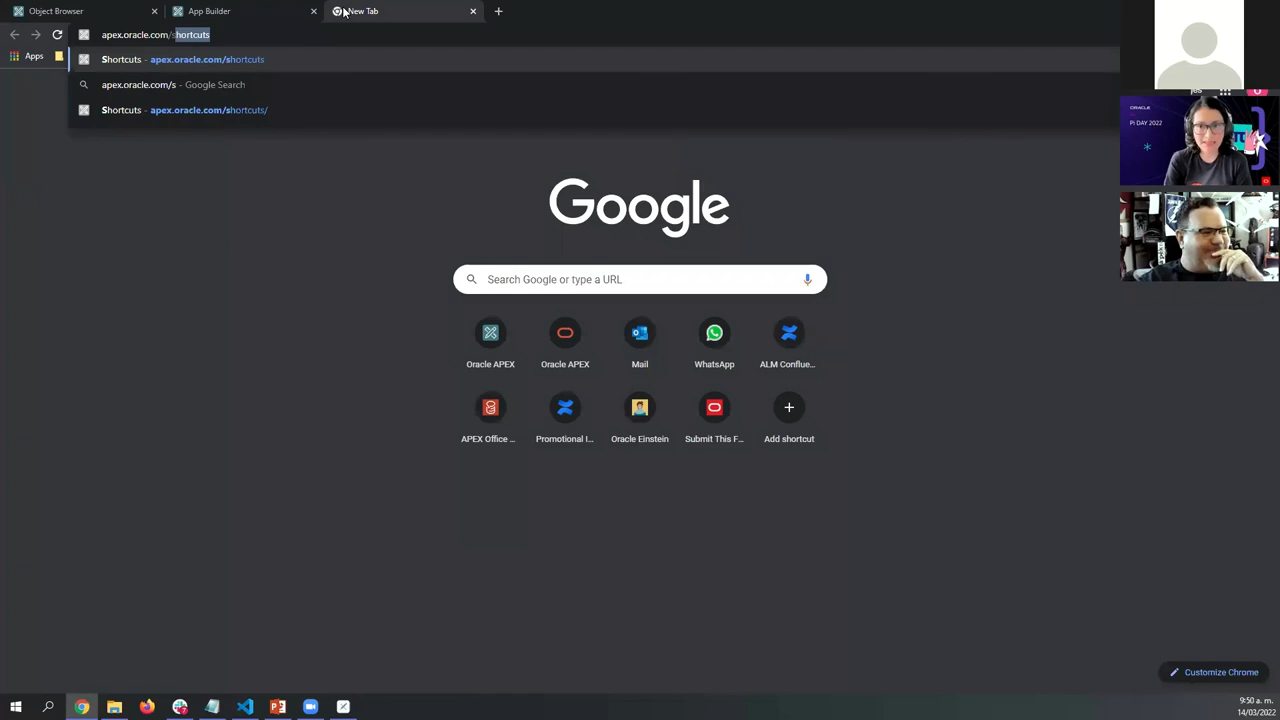 Object Browser
App Builder
New Tab
apex.oracle.com/shortcuts
Apps
Shortcuts - apex.oracle.com/shortcuts
apex.oracle.com/s - Google Search
Shortcuts - apex.oracle.com/shortcuts/
ORACLE
Pi DAY 2022
Google
Search Google or type a URL
Oracle APEX
Oracle APEX
Mail
WhatsApp
ALM Conflue...
APEX Office ...
Promotional I...
Oracle Einstein
Submit This F...
Add shortcut
Customize Chrome
9:50 a. m.
14/03/2022